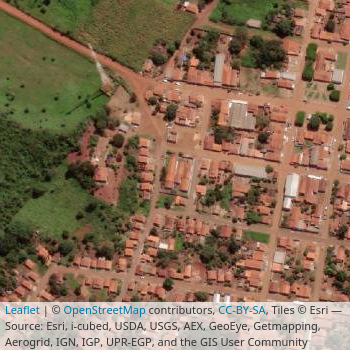 Leaflet | © OpenStreetMap contributors, CC-BY-SA, Tiles © Esri —
Source: Esri, i-cubed, USDA, USGS, AEX, GeoEye, Getmapping,
Aerogrid, IGN, IGP, UPR-EGP, and the GIS User Community